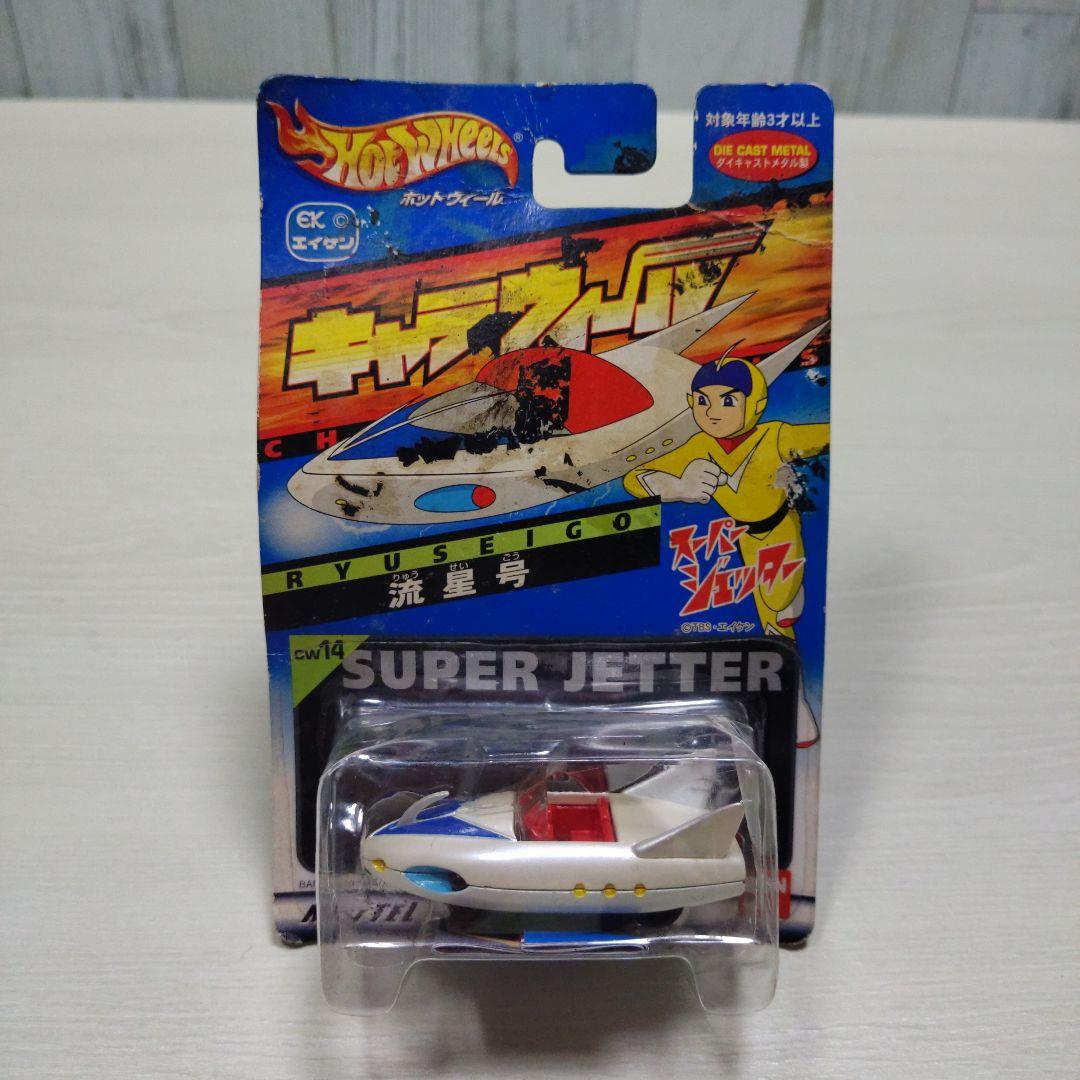 HOT WHEELS®
ホットウィール
対象年齢3才以上
DIE CAST METAL
ダイキャストメタル製
EK ©
エイケン
キャラウィール
CH
S
RYUSEIGO
りゅう せい ごう
流星号
スーパー
ジェッター
©TBS・エイケン
CW14
SUPER JETTER
MATTEL